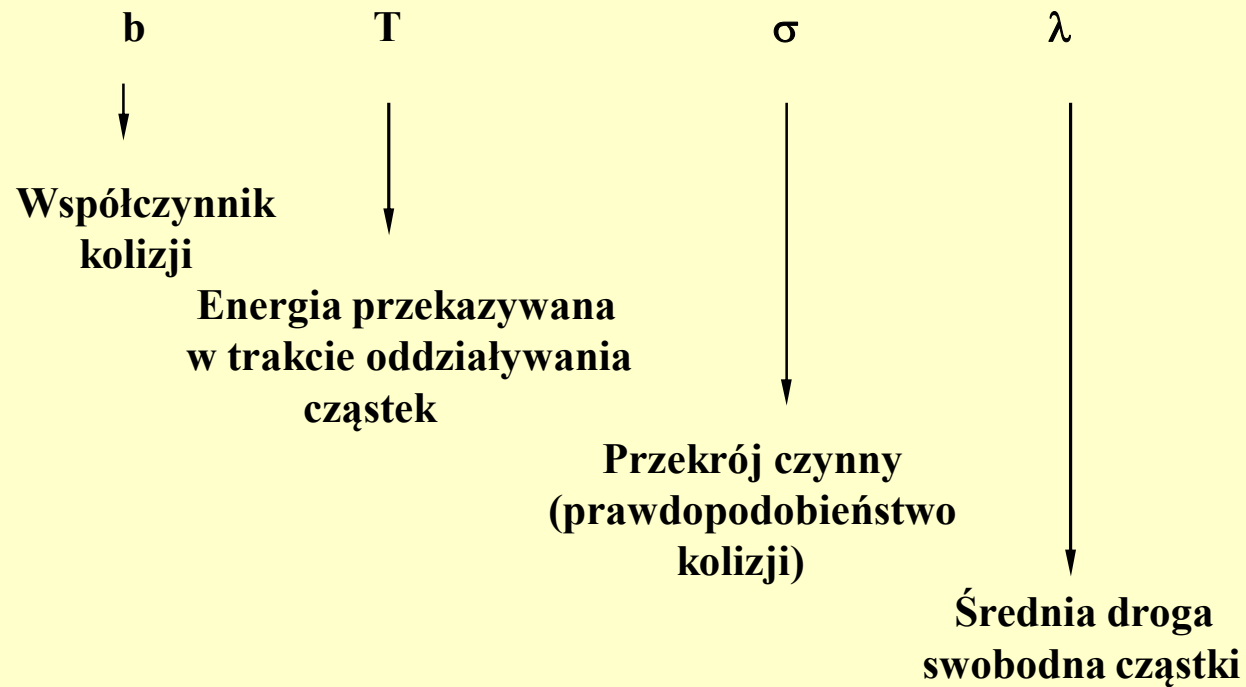 b T σ λ
Współczynnik
kolizji
Energia przekazywana
w trakcie oddziaływania
cząstek
Przekrój czynny
(prawdopodobieństwo
kolizji)
Średnia droga
swobodna cząstki